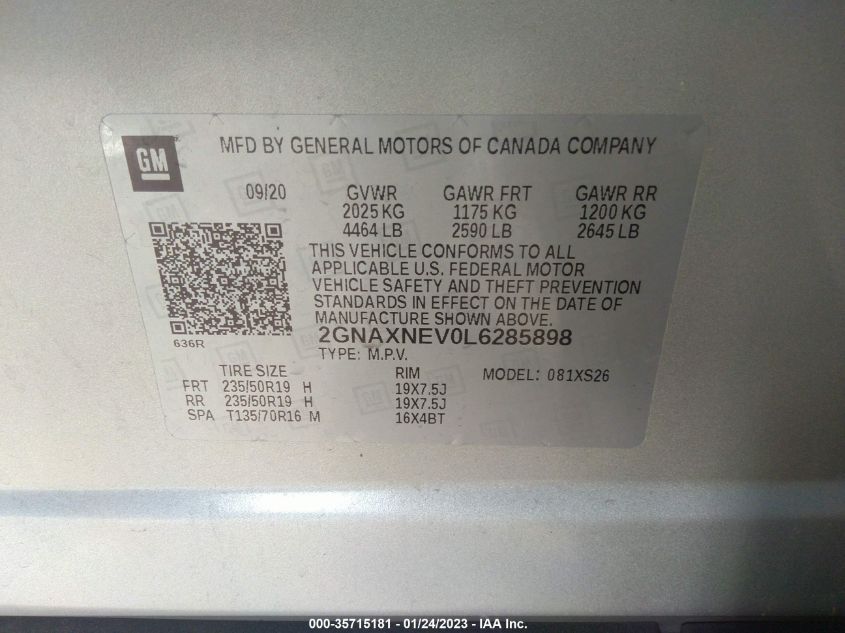 GM MFD BY GENERAL MOTORS OF CANADA COMPANY
09/20 GVWR GAWR FRT GAWR RR
2025 KG 1175 KG 1200 KG
4464 LB 2590 LB 2645 LB
THIS VEHICLE CONFORMS TO ALL
APPLICABLE U.S. FEDERAL MOTOR
VEHICLE SAFETY AND THEFT PREVENTION
STANDARDS IN EFFECT ON THE DATE OF
MANUFACTURE SHOWN ABOVE.
636R 2GNAXNEV0L6285898
TYPE: M.P.V.
TIRE SIZE RIM MODEL: 081XS26
FRT 235/50R19 H 19X7.5J
RR 235/50R19 H 19X7.5J
SPA T135/70R16 M 16X4BT
000-35715181 - 01/24/2023 - IAA Inc.